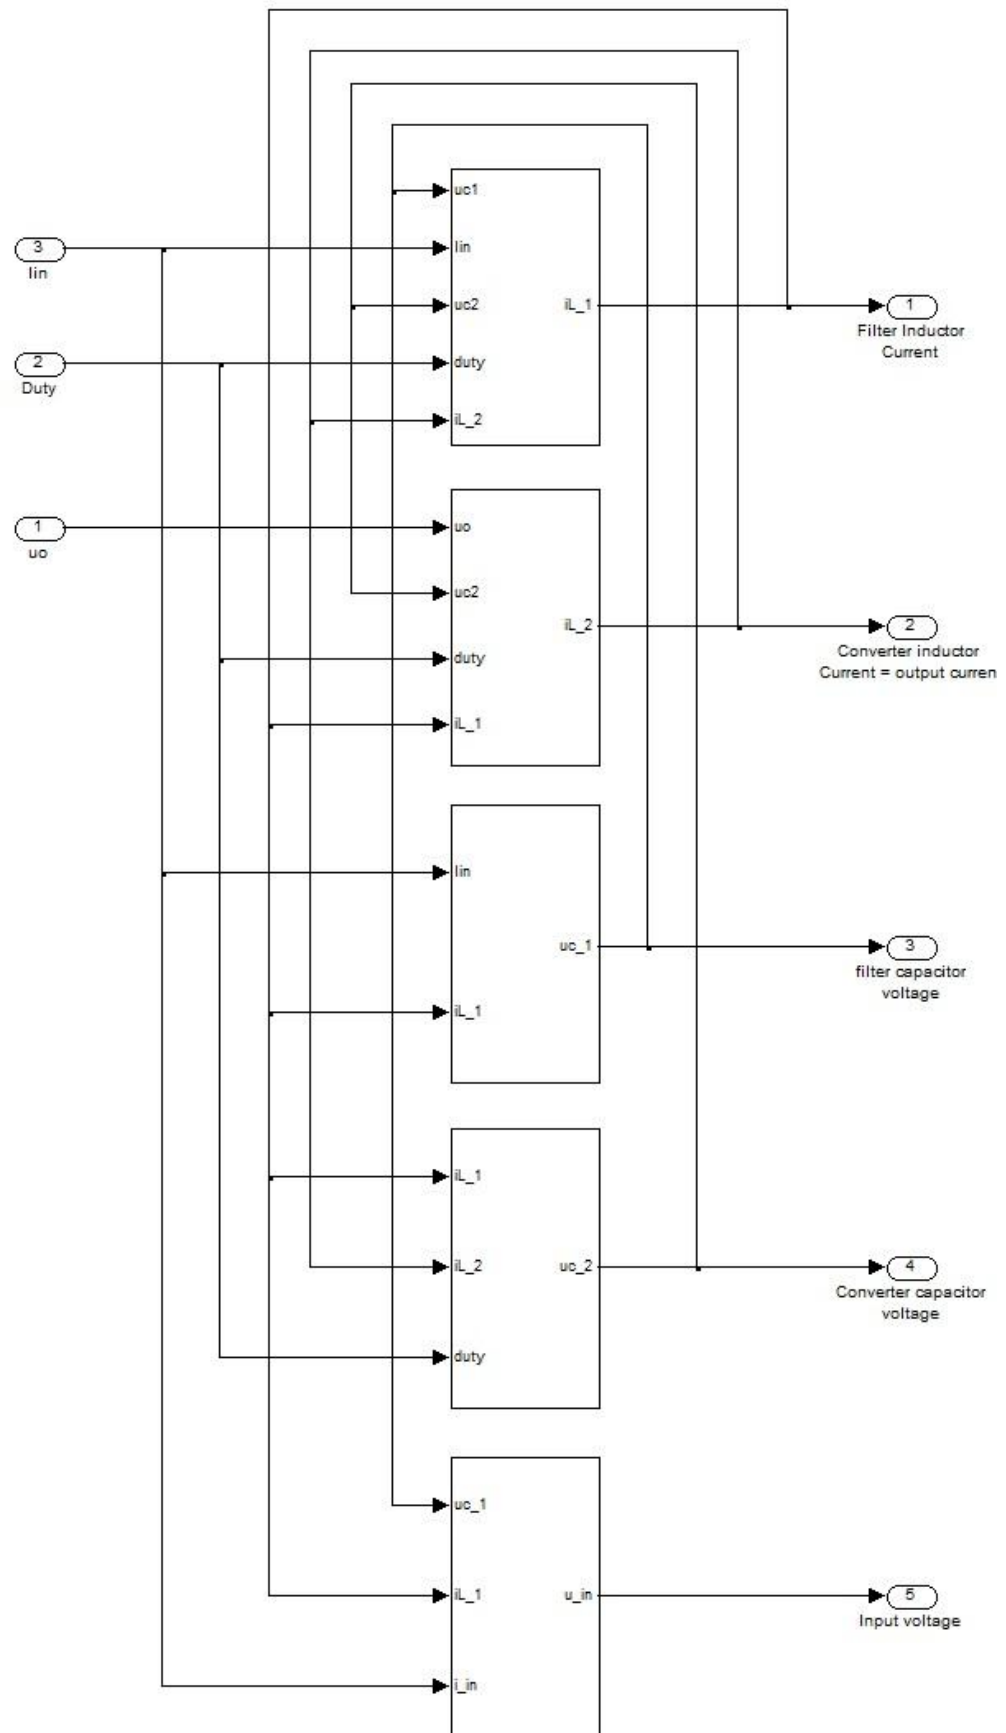 uc1
3
Iin
Iin
uc2
iL_1
1
Filter Inductor
Current
2
Duty
duty
iL_2
1
uo
uo
uc2
iL_2
2
Converter inductor
Current = output curren
duty
iL_1
Iin
uc_1
3
filter capacitor
voltage
iL_1
iL_1
iL_2
uc_2
4
Converter capacitor
voltage
duty
uc_1
iL_1
u_in
5
Input voltage
i_in